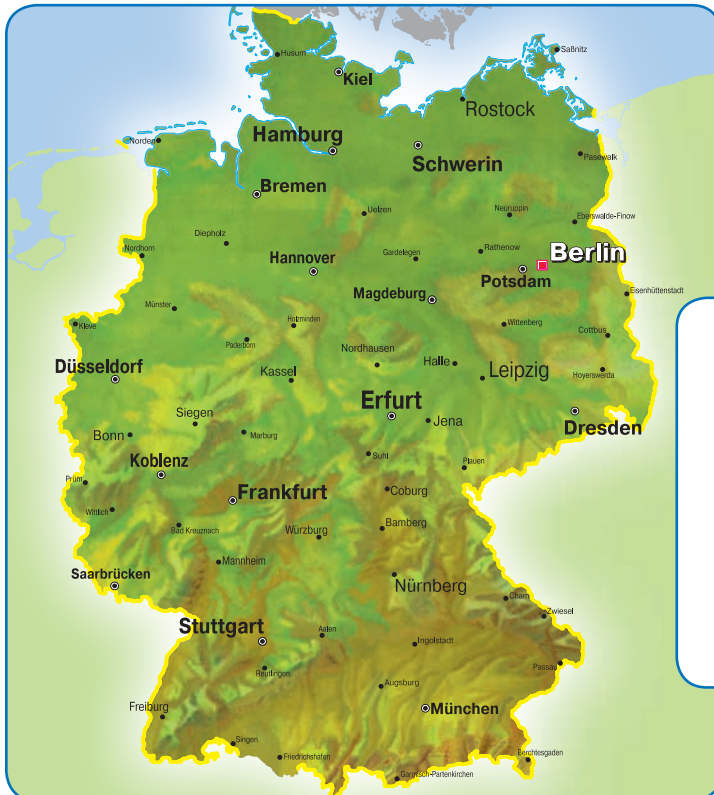 Saßnitz
Husum
Kiel
Rostock
Hamburg
Norden
Schwerin
Pasewalk
Bremen
Uelzen
Neuruppin
Eberswalde-Finow
Diepholz
Nordhorn
Hannover
Gardelegen
Rathenow
Berlin
Potsdam
Eisenhüttenstadt
Magdeburg
Münster
Kleve
Holzminden
Wittenberg
Cottbus
Paderborn
Nordhausen
Halle
Düsseldorf
Kassel
Leipzig
Hoyerswerda
Erfurt
Siegen
Jena
Dresden
Bonn
Marburg
Koblenz
Suhl
Plauen
Prüm
Frankfurt
Coburg
Wittlich
Bad Kreuznach
Würzburg
Bamberg
Mannheim
Saarbrücken
Nürnberg
Cham
Zwiesel
Stuttgart
Aalen
Ingolstadt
Reutlingen
Passau
Augsburg
Freiburg
München
Singen
Friedrichshafen
Berchtesgaden
Garmisch-Partenkirchen